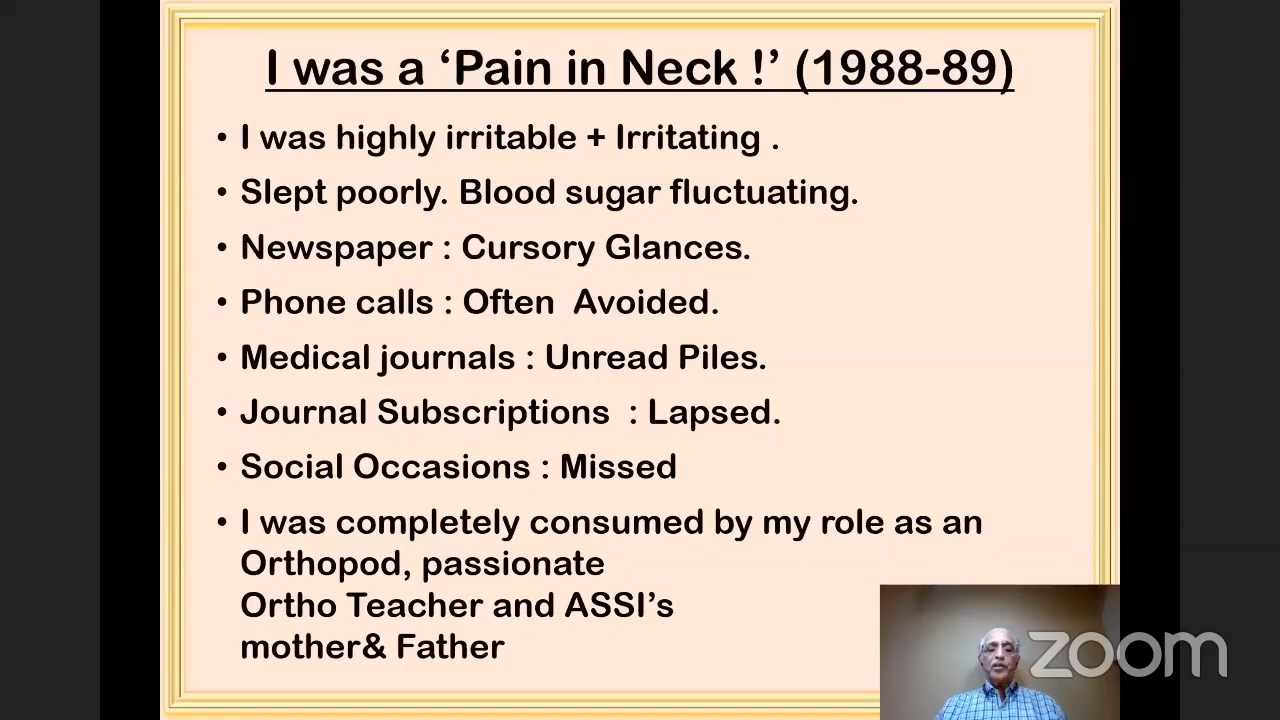 I was a ‘Pain in Neck !’ (1988-89)
• I was highly irritable + Irritating .
• Slept poorly. Blood sugar fluctuating.
• Newspaper : Cursory Glances.
• Phone calls : Often Avoided.
• Medical journals : Unread Piles.
• Journal Subscriptions : Lapsed.
• Social Occasions : Missed
• I was completely consumed by my role as an
Orthopod, passionate
Ortho Teacher and ASSI’s
mother& Father
zoom